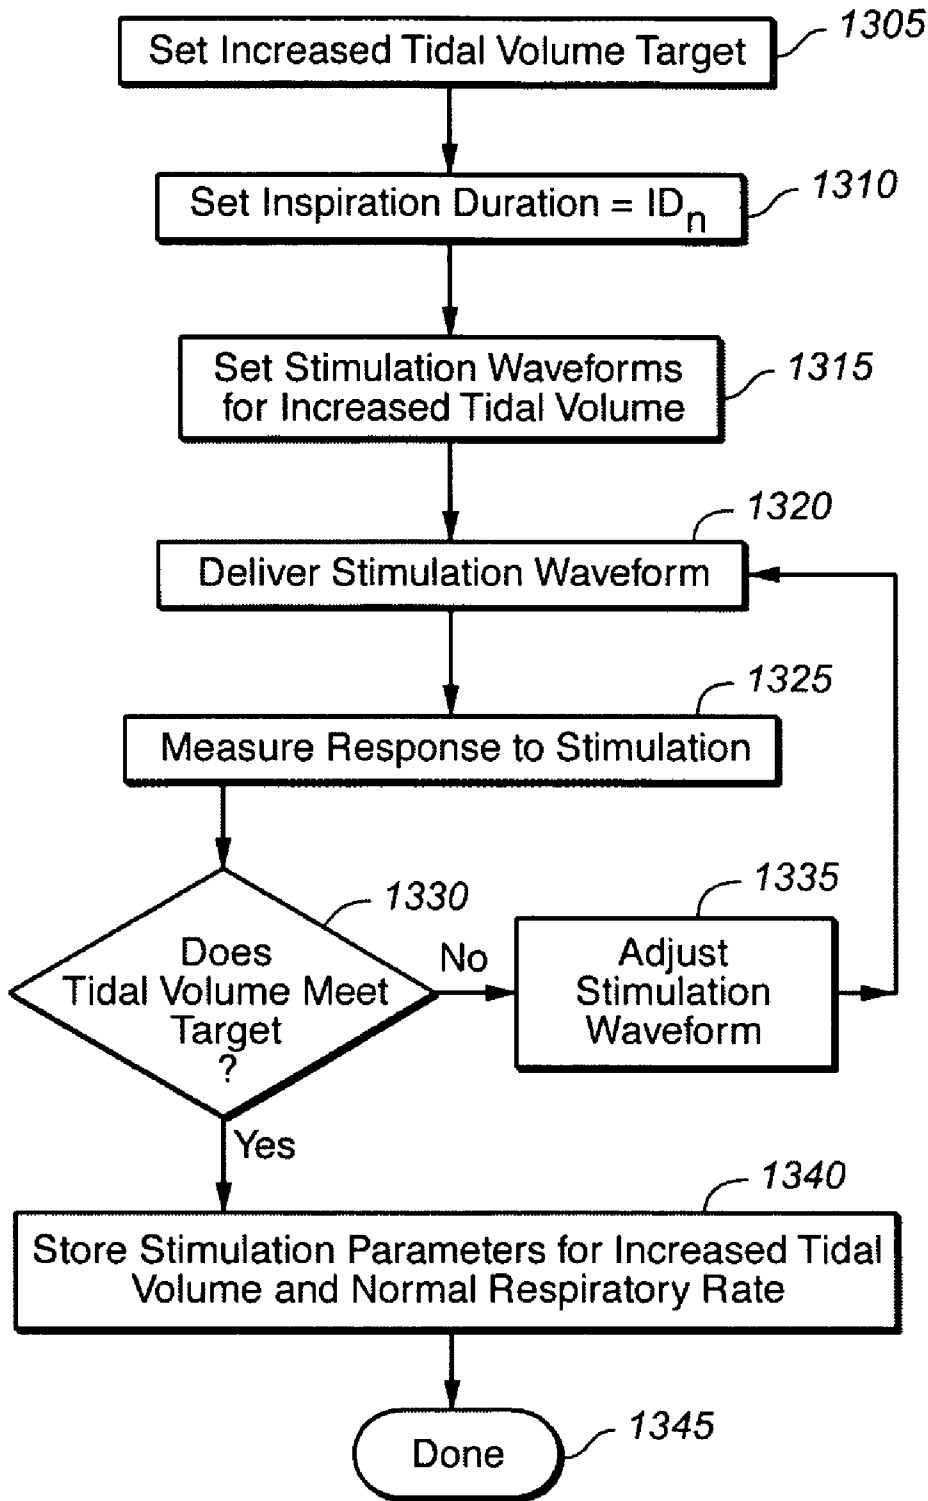 Set Increased Tidal Volume Target
1305
Set Inspiration Duration = IDn
1310
Set Stimulation Waveforms
for Increased Tidal Volume
1315
1320
Deliver Stimulation Waveform
1325
Measure Response to Stimulation
1330
Does
Tidal Volume Meet
Target
?
No
1335
Adjust
Stimulation
Waveform
Yes
1340
Store Stimulation Parameters for Increased Tidal
Volume and Normal Respiratory Rate
Done
1345